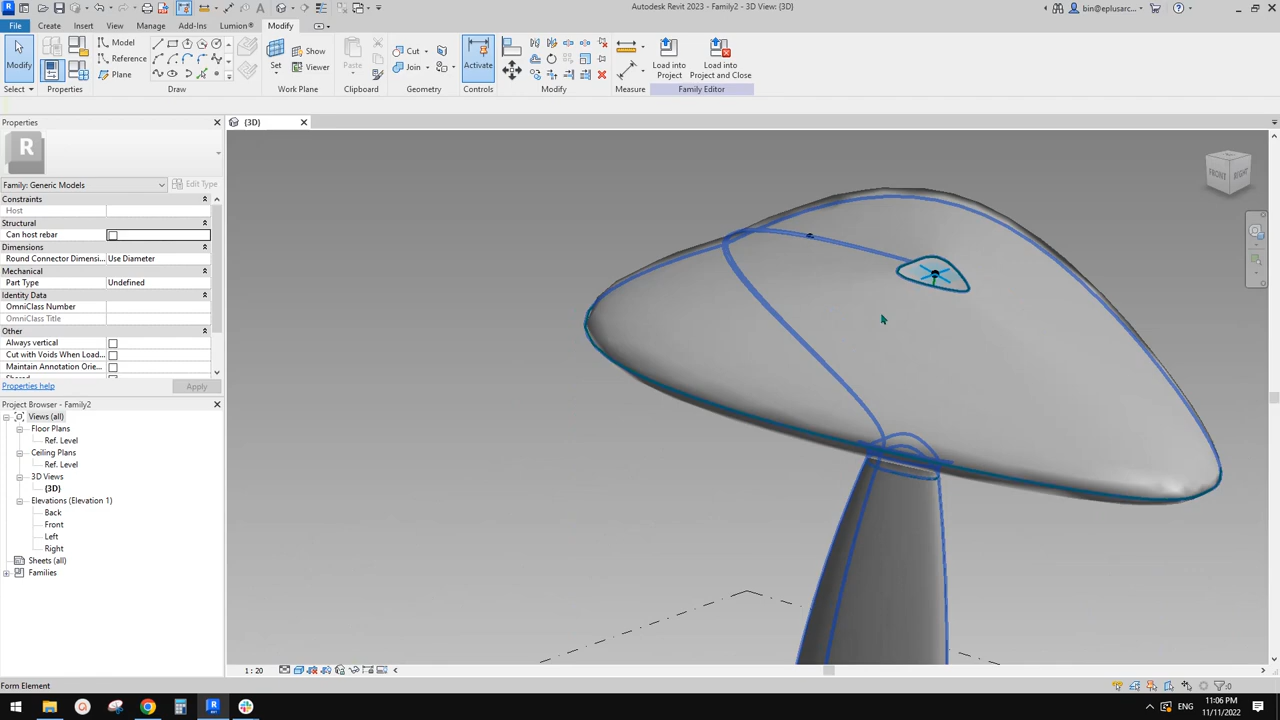 Autodesk Revit 2023 - Family2 - 3D View: {3D}
bin@eplusarc...
File Create Insert View Manage Add-Ins Lumion® Modify
Modify
Select
Properties
Model
Reference
Plane
Draw
Set
Show
Viewer
Work Plane
Paste
Clipboard
Cut
Join
Geometry
Activate
Controls
Modify
Measure
Load into
Project
Load into
Project and Close
Family Editor
Properties
{3D}
R
Family: Generic Models
Edit Type
Constraints
Host
Structural
Can host rebar
Dimensions
Round Connector Dimensi... Use Diameter
Mechanical
Part Type Undefined
Identity Data
OmniClass Number
OmniClass Title
Other
Always vertical
Cut with Voids When Load...
Maintain Annotation Orie...
Properties help
Apply
Project Browser - Family2
Views (all)
Floor Plans
Ref. Level
Ceiling Plans
Ref. Level
3D Views
{3D}
Elevations (Elevation 1)
Back
Front
Left
Right
Sheets (all)
Families
FRONT
RIGHT
1 : 20
Form Element
:0
ENG
11:06 PM
11/11/2022